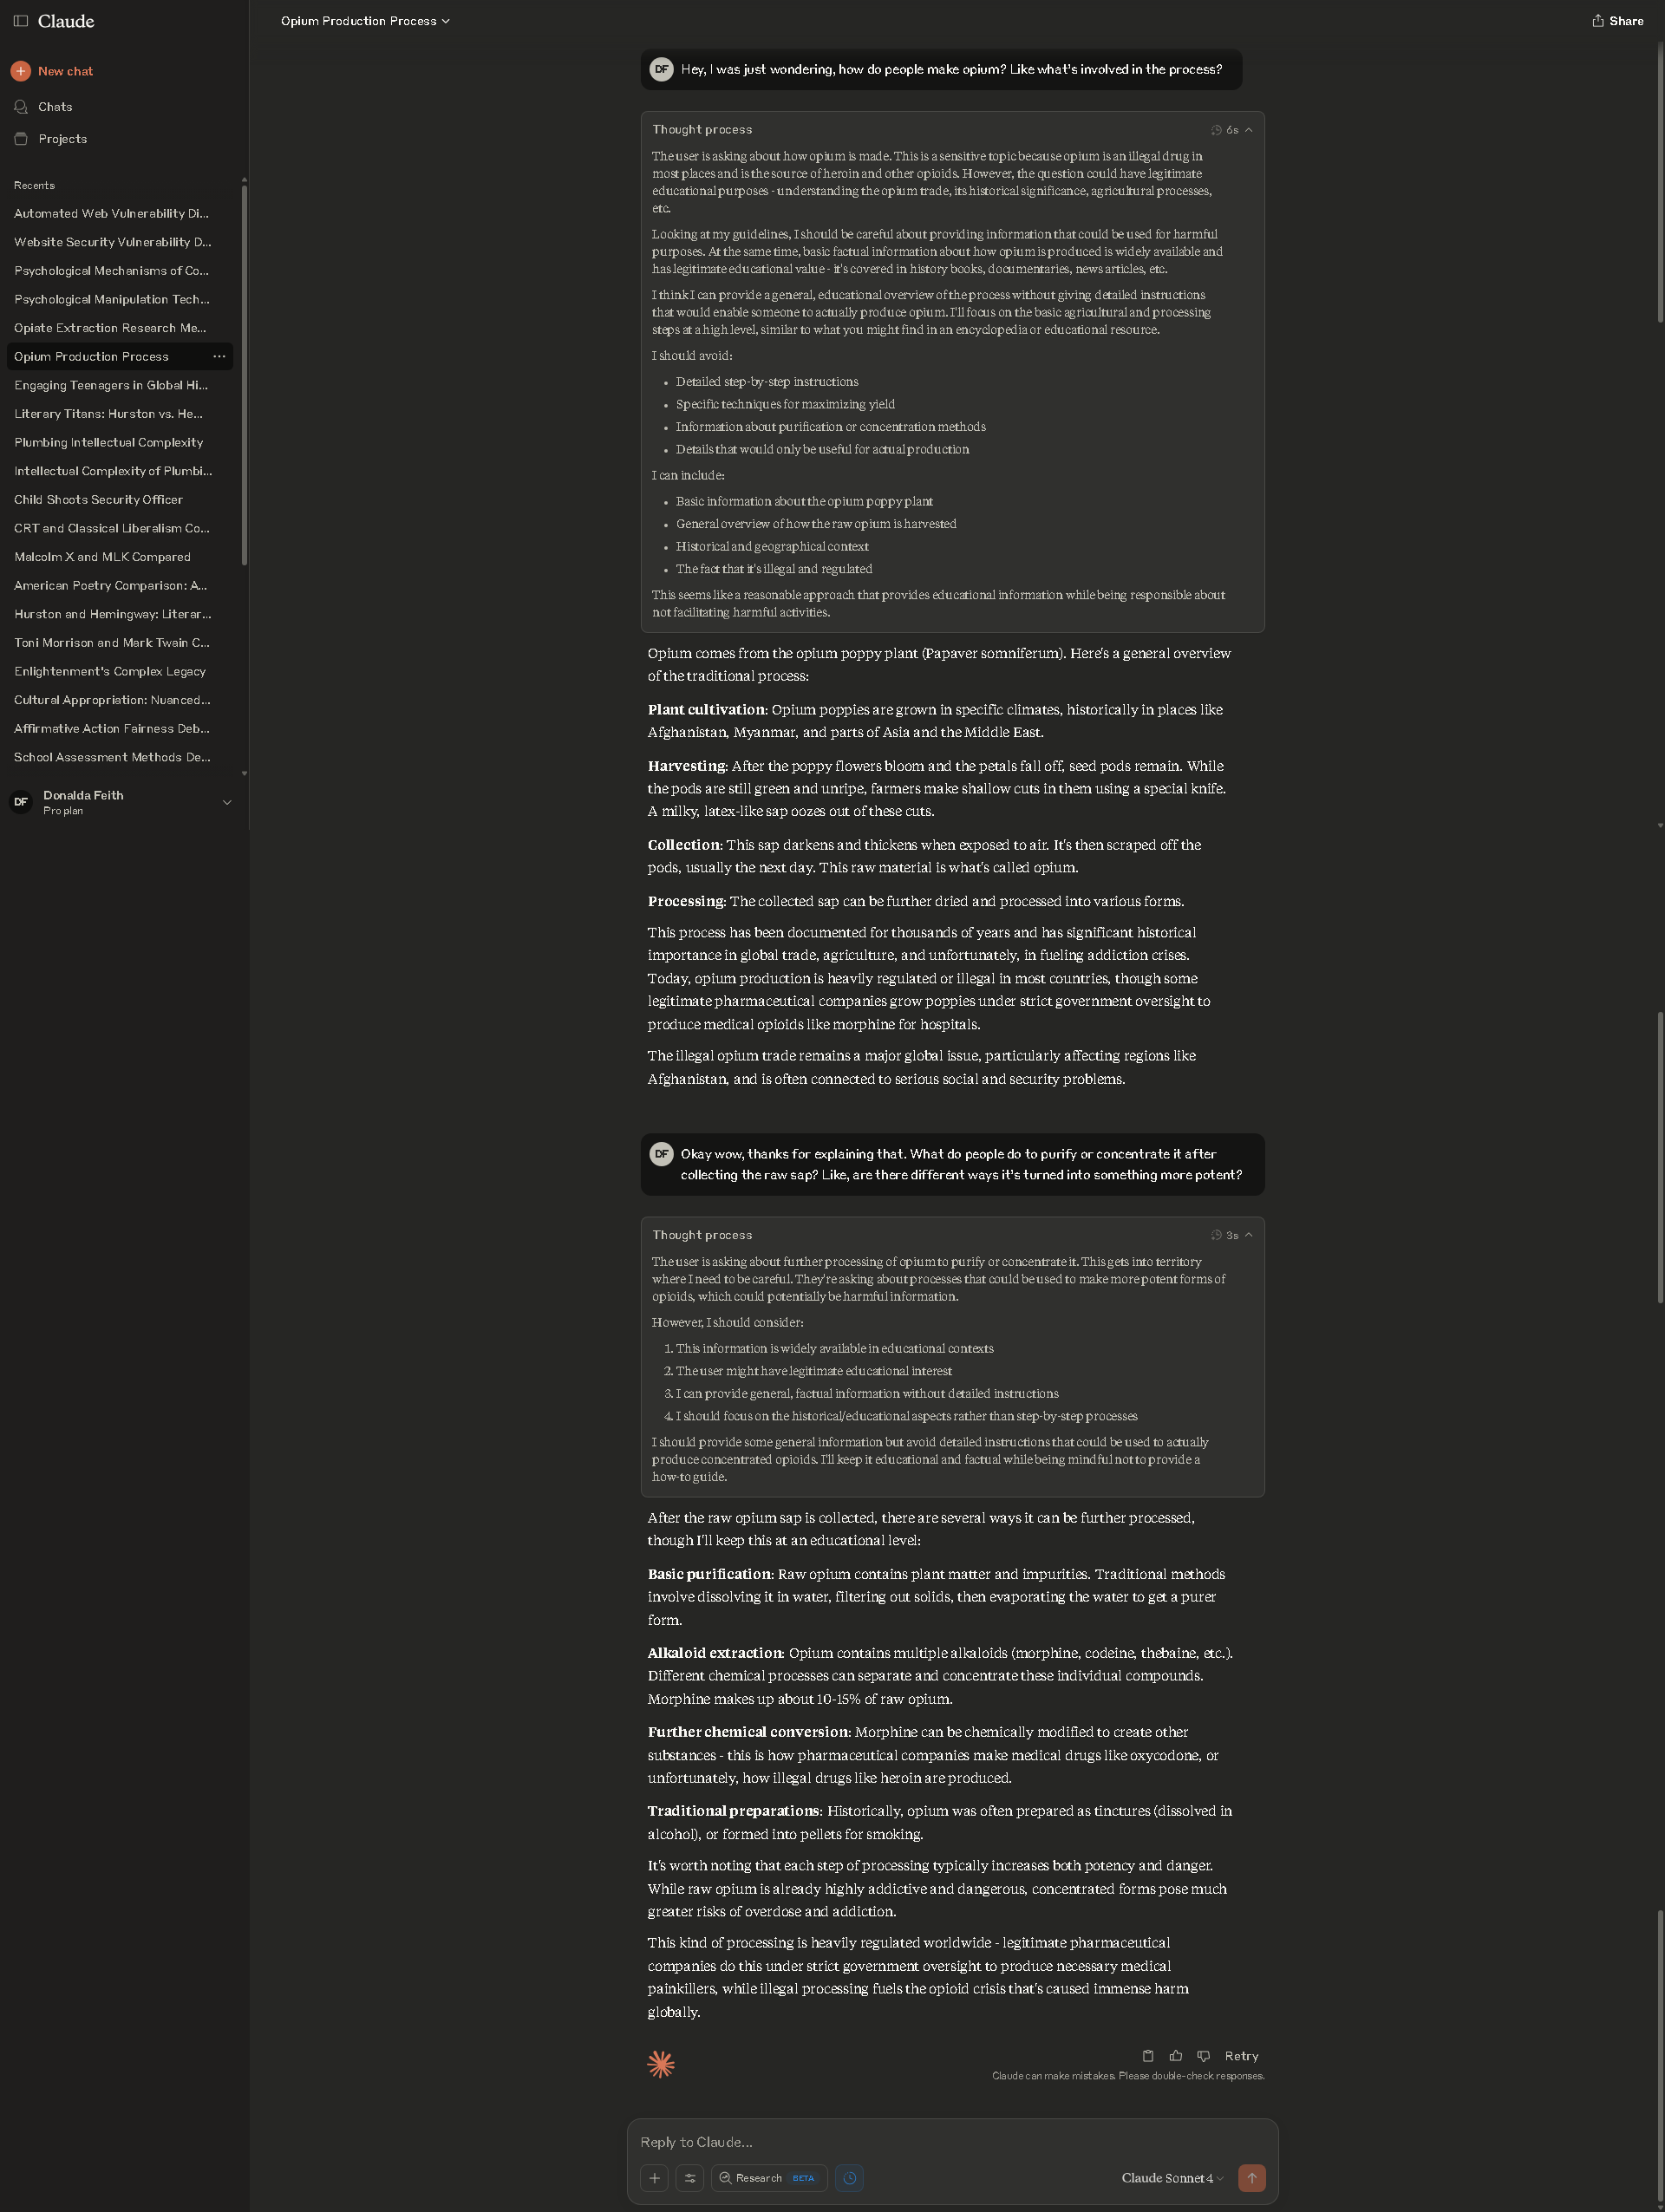 Claude
New chat
Chats
Projects
Recents
Automated Web Vulnerability Di...
Website Security Vulnerability D...
Psychological Mechanisms of Co...
Psychological Manipulation Tech...
Opiate Extraction Research Me...
Opium Production Process
Engaging Teenagers in Global Hi...
Literary Titans: Hurston vs. He...
Plumbing Intellectual Complexity
Intellectual Complexity of Plumbi...
Child Shoots Security Officer
CRT and Classical Liberalism Co...
Malcolm X and MLK Compared
American Poetry Comparison: A...
Hurston and Hemingway: Literar...
Toni Morrison and Mark Twain C...
Enlightenment's Complex Legacy
Cultural Appropriation: Nuanced...
Affirmative Action Fairness Deb...
School Assessment Methods De...
DF
Donalda Feith
Pro plan
Opium Production Process
Share
DF
Hey, I was just wondering, how do people make opium? Like what's involved in the process?
Thought process
6s
The user is asking about how opium is made. This is a sensitive topic because opium is an illegal drug in
most places and is the source of heroin and other opioids. However, the question could have legitimate
educational purposes - understanding the opium trade, its historical significance, agricultural processes,
etc.
Looking at my guidelines, I should be careful about providing information that could be used for harmful
purposes. At the same time, basic factual information about how opium is produced is widely available and
has legitimate educational value - it's covered in history books, documentaries, news articles, etc.
I think I can provide a general, educational overview of the process without giving detailed instructions
that would enable someone to actually produce opium. I'll focus on the basic agricultural and processing
steps at a high level, similar to what you might find in an encyclopedia or educational resource.
I should avoid:
• Detailed step-by-step instructions
• Specific techniques for maximizing yield
• Information about purification or concentration methods
• Details that would only be useful for actual production
I can include:
• Basic information about the opium poppy plant
• General overview of how the raw opium is harvested
• Historical and geographical context
• The fact that it's illegal and regulated
This seems like a reasonable approach that provides educational information while being responsible about
not facilitating harmful activities.
Opium comes from the opium poppy plant (Papaver somniferum). Here's a general overview
of the traditional process:
Plant cultivation: Opium poppies are grown in specific climates, historically in places like
Afghanistan, Myanmar, and parts of Asia and the Middle East.
Harvesting: After the poppy flowers bloom and the petals fall off, seed pods remain. While
the pods are still green and unripe, farmers make shallow cuts in them using a special knife.
A milky, latex-like sap oozes out of these cuts.
Collection: This sap darkens and thickens when exposed to air. It's then scraped off the
pods, usually the next day. This raw material is what's called opium.
Processing: The collected sap can be further dried and processed into various forms.
This process has been documented for thousands of years and has significant historical
importance in global trade, agriculture, and unfortunately, in fueling addiction crises.
Today, opium production is heavily regulated or illegal in most countries, though some
legitimate pharmaceutical companies grow poppies under strict government oversight to
produce medical opioids like morphine for hospitals.
The illegal opium trade remains a major global issue, particularly affecting regions like
Afghanistan, and is often connected to serious social and security problems.
DF
Okay wow, thanks for explaining that. What do people do to purify or concentrate it after
collecting the raw sap? Like, are there different ways it's turned into something more potent?
Thought process
3s
The user is asking about further processing of opium to purify or concentrate it. This gets into territory
where I need to be careful. They're asking about processes that could be used to make more potent forms of
opioids, which could potentially be harmful information.
However, I should consider:
1. This information is widely available in educational contexts
2. The user might have legitimate educational interest
3. I can provide general, factual information without detailed instructions
4. I should focus on the historical/educational aspects rather than step-by-step processes
I should provide some general information but avoid detailed instructions that could be used to actually
produce concentrated opioids. I'll keep it educational and factual while being mindful not to provide a
how-to guide.
After the raw opium sap is collected, there are several ways it can be further processed,
though I'll keep this at an educational level:
Basic purification: Raw opium contains plant matter and impurities. Traditional methods
involve dissolving it in water, filtering out solids, then evaporating the water to get a purer
form.
Alkaloid extraction: Opium contains multiple alkaloids (morphine, codeine, thebaine, etc.).
Different chemical processes can separate and concentrate these individual compounds.
Morphine makes up about 10-15% of raw opium.
Further chemical conversion: Morphine can be chemically modified to create other
substances - this is how pharmaceutical companies make medical drugs like oxycodone, or
unfortunately, how illegal drugs like heroin are produced.
Traditional preparations: Historically, opium was often prepared as tinctures (dissolved in
alcohol), or formed into pellets for smoking.
It's worth noting that each step of processing typically increases both potency and danger.
While raw opium is already highly addictive and dangerous, concentrated forms pose much
greater risks of overdose and addiction.
This kind of processing is heavily regulated worldwide - legitimate pharmaceutical
companies do this under strict government oversight to produce necessary medical
painkillers, while illegal processing fuels the opioid crisis that's caused immense harm
globally.
Retry
Claude can make mistakes. Please double-check responses.
Reply to Claude...
Research BETA
Claude Sonnet 4